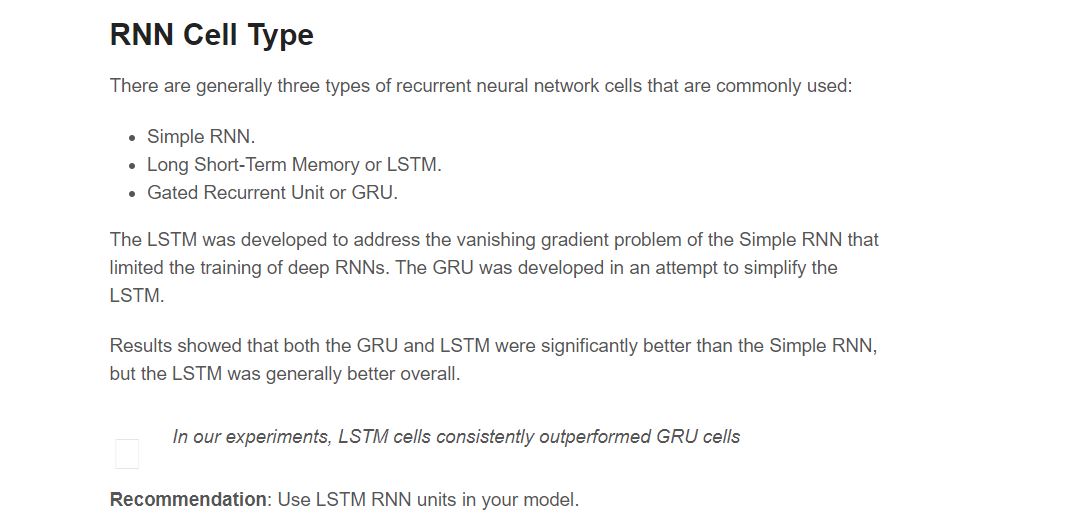 RNN Cell Type
There are generally three types of recurrent neural network cells that are commonly used:
• Simple RNN.
• Long Short-Term Memory or LSTM.
• Gated Recurrent Unit or GRU.
The LSTM was developed to address the vanishing gradient problem of the Simple RNN that
limited the training of deep RNNs. The GRU was developed in an attempt to simplify the
LSTM.
Results showed that both the GRU and LSTM were significantly better than the Simple RNN,
but the LSTM was generally better overall.
In our experiments, LSTM cells consistently outperformed GRU cells
Recommendation: Use LSTM RNN units in your model.